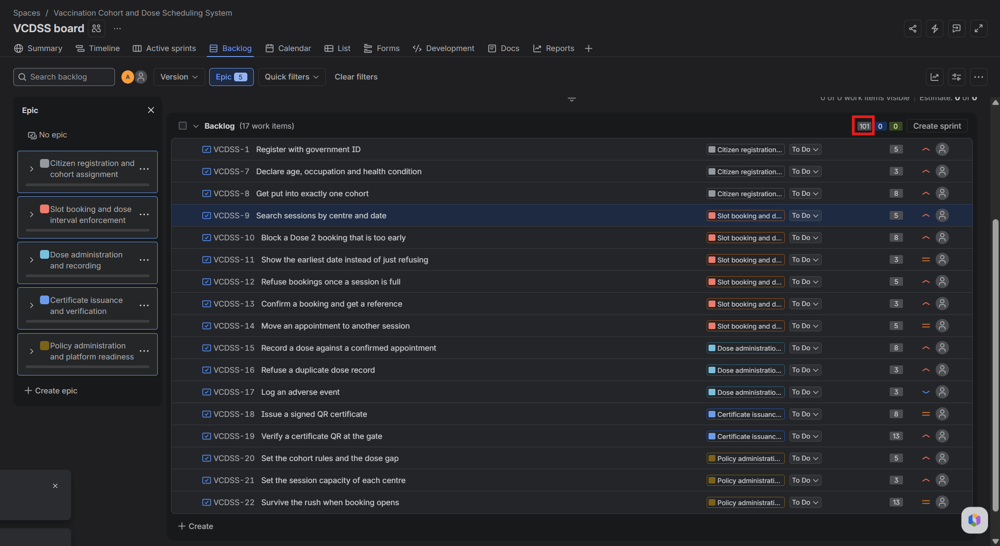 Spaces / Vaccination Cohort and Dose Scheduling System
VCDSS board
Summary Timeline Active sprints Backlog Calendar List Forms Development Docs Reports
Search backlog A Version Epic 5 Quick filters Clear filters
0 of 0 work items visible Estimate: 0 of 0
Epic
No epic
Citizen registration and
cohort assignment
Slot booking and dose
interval enforcement
Dose administration
and recording
Certificate issuance
and verification
Policy administration
and platform readiness
Create epic
Backlog (17 work items) 101 0 0 Create sprint
VCDSS-1 Register with government ID Citizen registration... To Do 5
VCDSS-7 Declare age, occupation and health condition Citizen registration... To Do 3
VCDSS-8 Get put into exactly one cohort Citizen registration... To Do 8
VCDSS-9 Search sessions by centre and date Slot booking and d... To Do 5
VCDSS-10 Block a Dose 2 booking that is too early Slot booking and d... To Do 8
VCDSS-11 Show the earliest date instead of just refusing Slot booking and d... To Do 3
VCDSS-12 Refuse bookings once a session is full Slot booking and d... To Do 5
VCDSS-13 Confirm a booking and get a reference Slot booking and d... To Do 3
VCDSS-14 Move an appointment to another session Slot booking and d... To Do 5
VCDSS-15 Record a dose against a confirmed appointment Dose administratio... To Do 8
VCDSS-16 Refuse a duplicate dose record Dose administratio... To Do 3
VCDSS-17 Log an adverse event Dose administratio... To Do 3
VCDSS-18 Issue a signed QR certificate Certificate issuanc... To Do 8
VCDSS-19 Verify a certificate QR at the gate Certificate issuanc... To Do 13
VCDSS-20 Set the cohort rules and the dose gap Policy administrati... To Do 5
VCDSS-21 Set the session capacity of each centre Policy administrati... To Do 3
VCDSS-22 Survive the rush when booking opens Policy administrati... To Do 13
Create